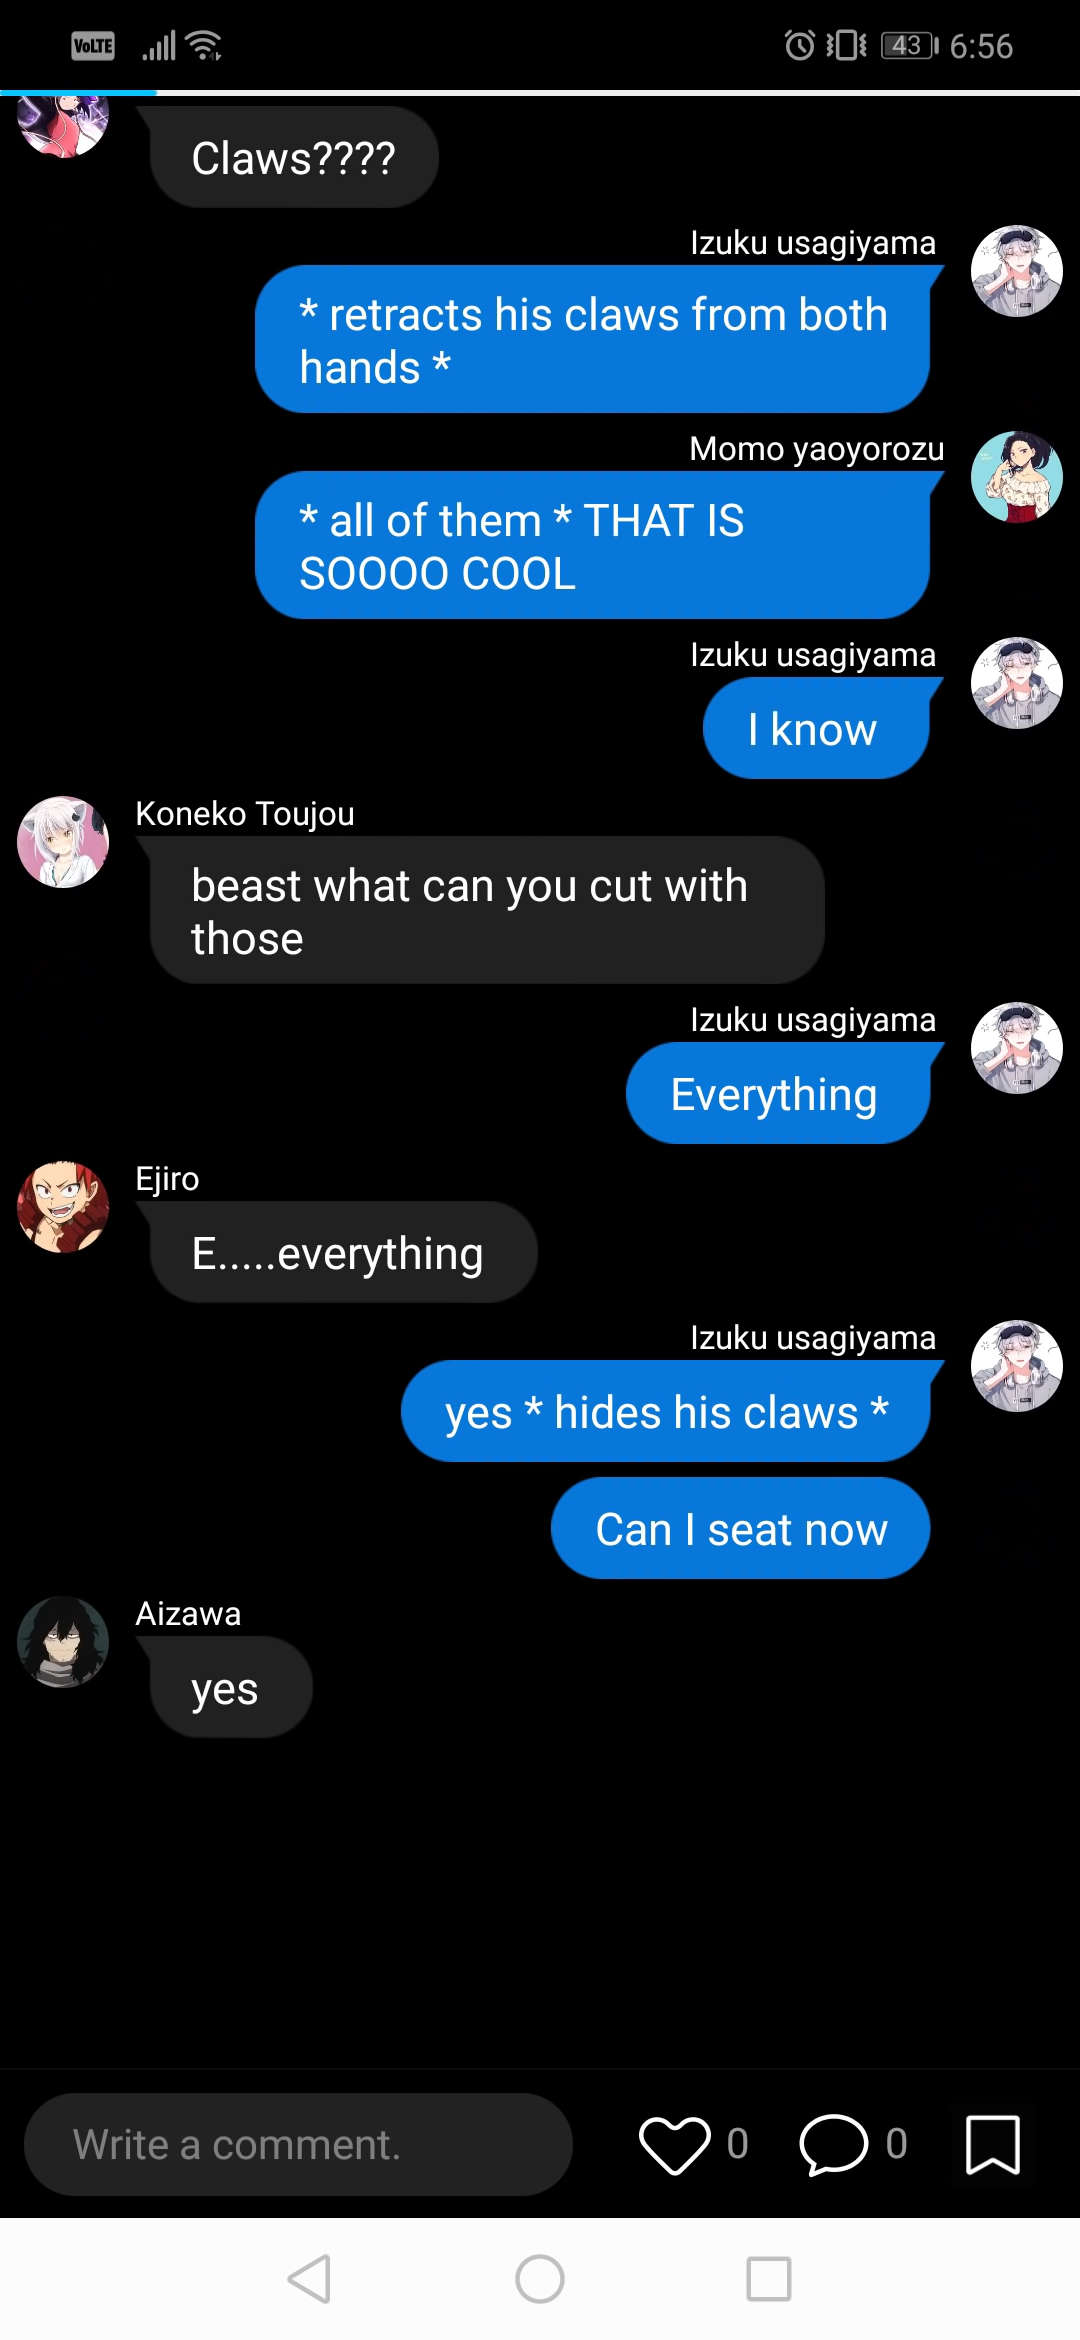 VoLTE 43 6:56
Claws????
Izuku usagiyama
* retracts his claws from both
hands *
Momo yaoyorozu
* all of them * THAT IS
SOOOO COOL
Izuku usagiyama
I know
Koneko Toujou
beast what can you cut with
those
Izuku usagiyama
Everything
Ejiro
E.....everything
Izuku usagiyama
yes * hides his claws *
Can I seat now
Aizawa
yes
Write a comment. 0 0